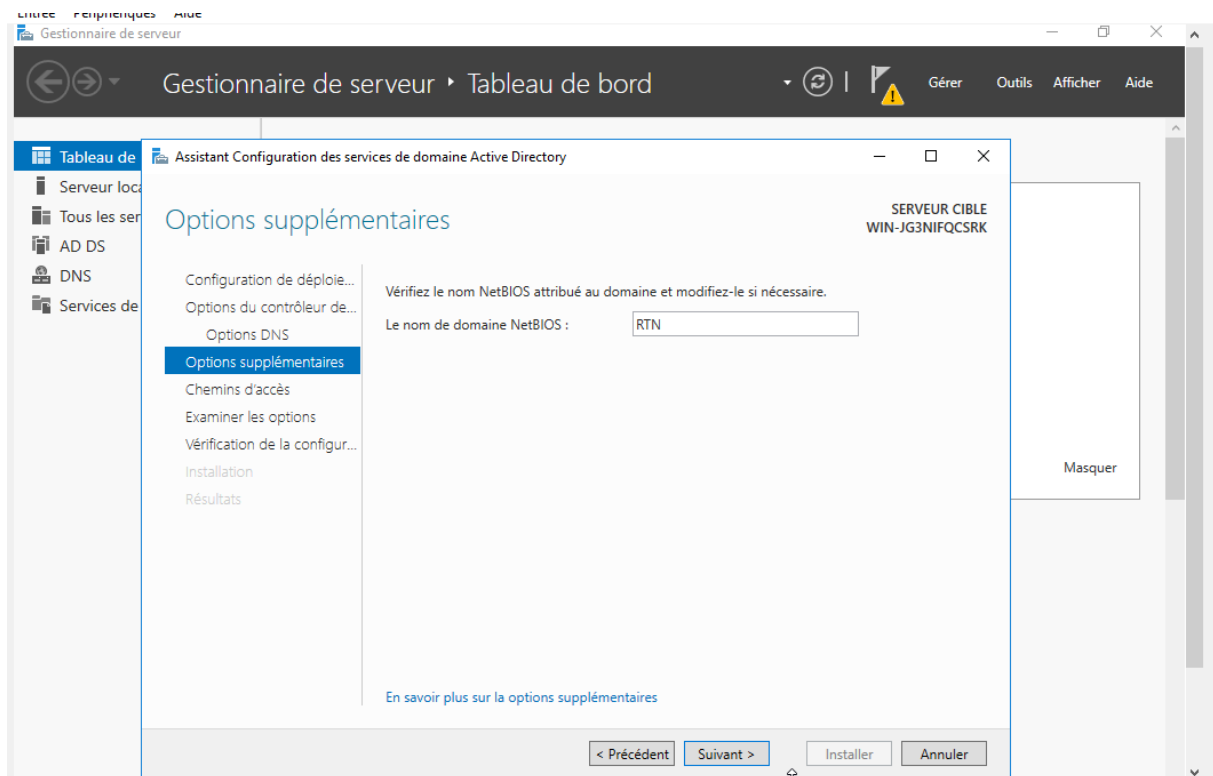 Entrée Périphériques Aide
Gestionnaire de serveur
Gestionnaire de serveur ‣ Tableau de bord
Gérer Outils Afficher Aide
Tableau de
Assistant Configuration des services de domaine Active Directory
Serveur loca
Tous les ser
AD DS
DNS
Services de
Options supplémentaires
SERVEUR CIBLE
WIN-JG3NIFQCSRK
Configuration de déploie...
Options du contrôleur de...
Options DNS
Options supplémentaires
Chemins d'accès
Examiner les options
Vérification de la configur...
Installation
Résultats
Vérifiez le nom NetBIOS attribué au domaine et modifiez-le si nécessaire.
Le nom de domaine NetBIOS : RTN
Masquer
En savoir plus sur la options supplémentaires
< Précédent Suivant > Installer Annuler